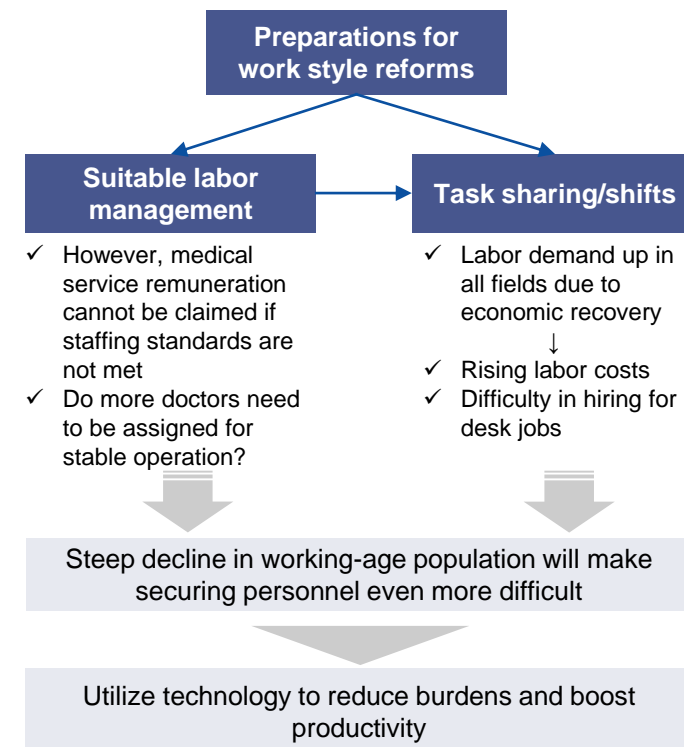 Preparations for
work style reforms
Suitable labor
management
Task sharing/shifts
✓ However, medical
service remuneration
cannot be claimed if
staffing standards are
not met
✓ Do more doctors need
to be assigned for
stable operation?
✓ Labor demand up in
all fields due to
economic recovery
↓
✓ Rising labor costs
✓ Difficulty in hiring for
desk jobs
Steep decline in working-age population will make
securing personnel even more difficult
Utilize technology to reduce burdens and boost
productivity